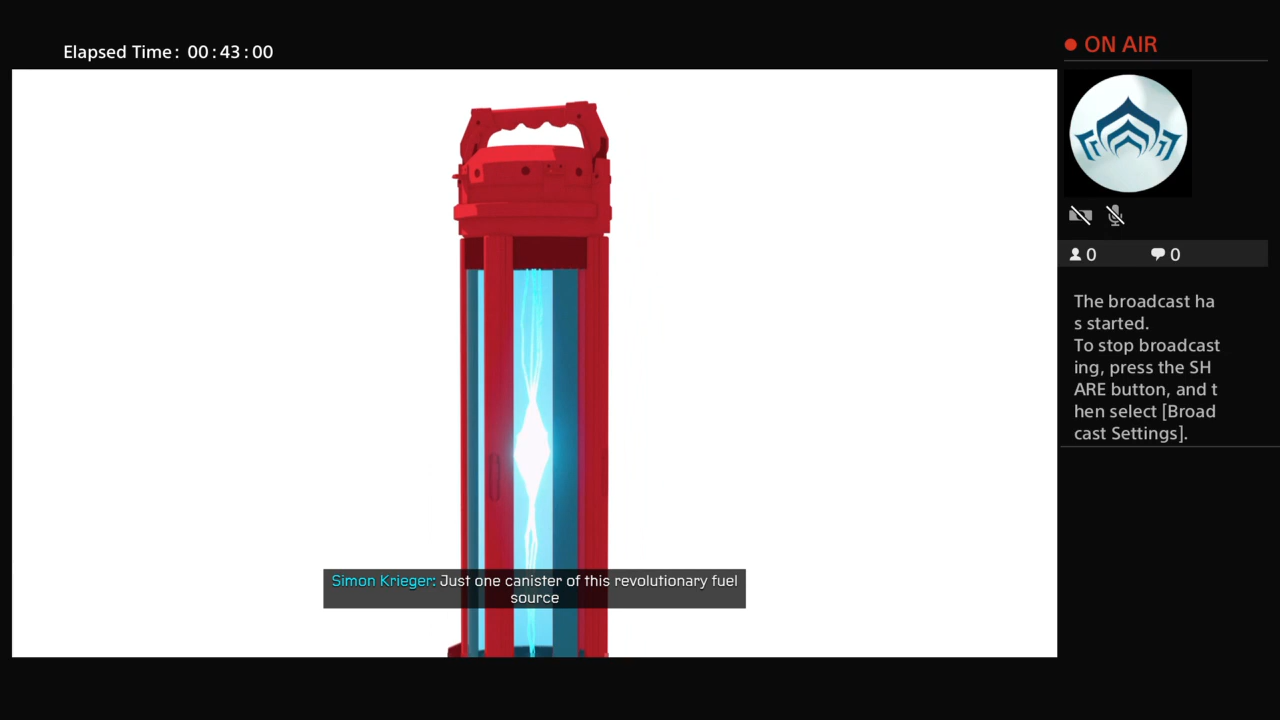 Elapsed Time: 00:43:00
ON AIR
0 0
The broadcast ha
s started.
To stop broadcast
ing, press the SH
ARE button, and t
hen select [Broad
cast Settings].
Simon Krieger: Just one canister of this revolutionary fuel
source